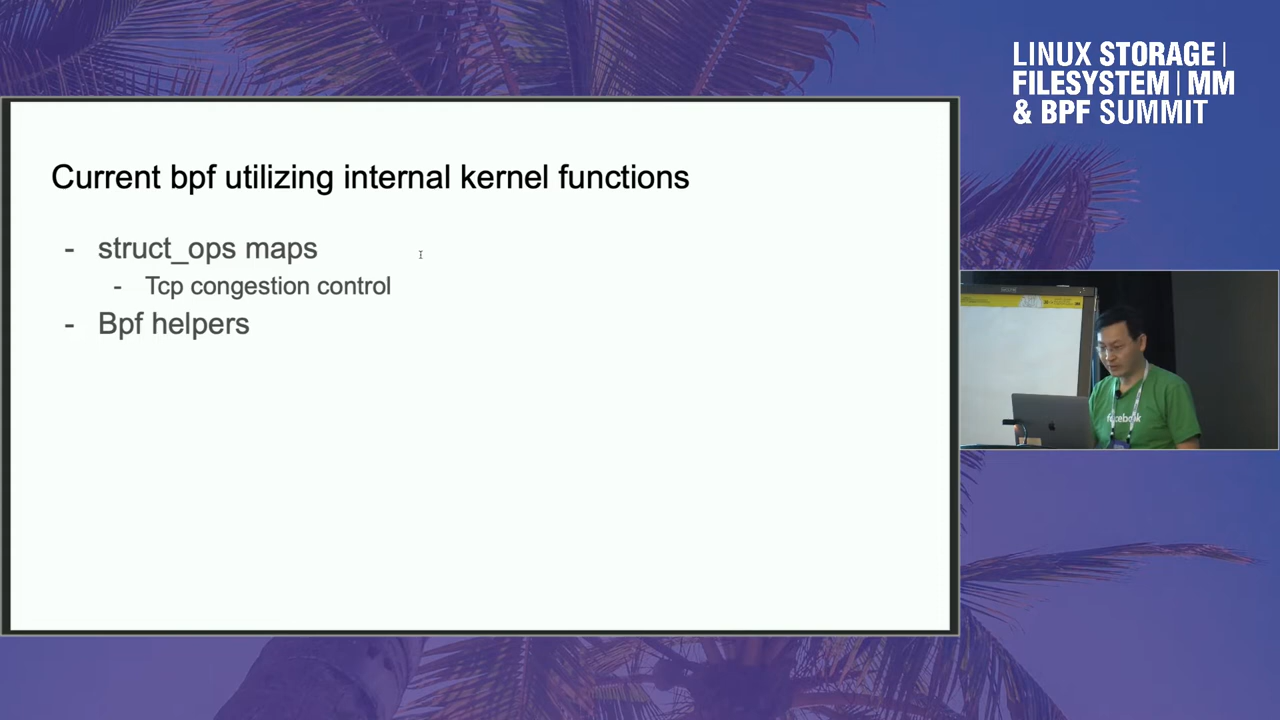 LINUX STORAGE |
FILESYSTEM | MM
& BPF SUMMIT
Current bpf utilizing internal kernel functions
- struct_ops maps
- Tcp congestion control
- Bpf helpers
facebook